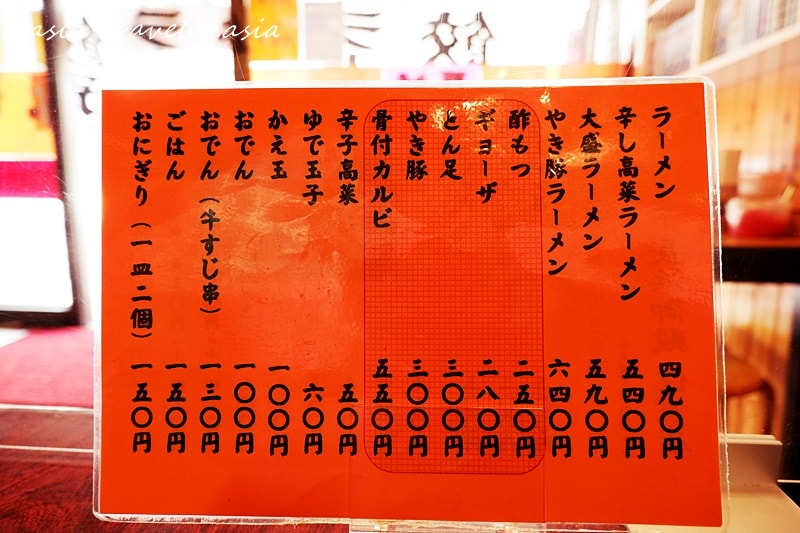 ラーメン 四九〇円
辛し高菜ラーメン 五四〇円
大盛ラーメン 五九〇円
やき豚ラーメン 六四〇円
酢もつ 二五〇円
ギョーザ 二八〇円
とん足 三〇〇円
やき豚 三〇〇円
骨付カルビ 五五〇円
辛子高菜 五〇円
ゆで玉子 六〇円
かえ玉 一〇〇円
おでん 一〇〇円
おでん(牛すじ串) 一三〇円
ごはん 一五〇円
おにぎり(一皿二個) 一五〇円